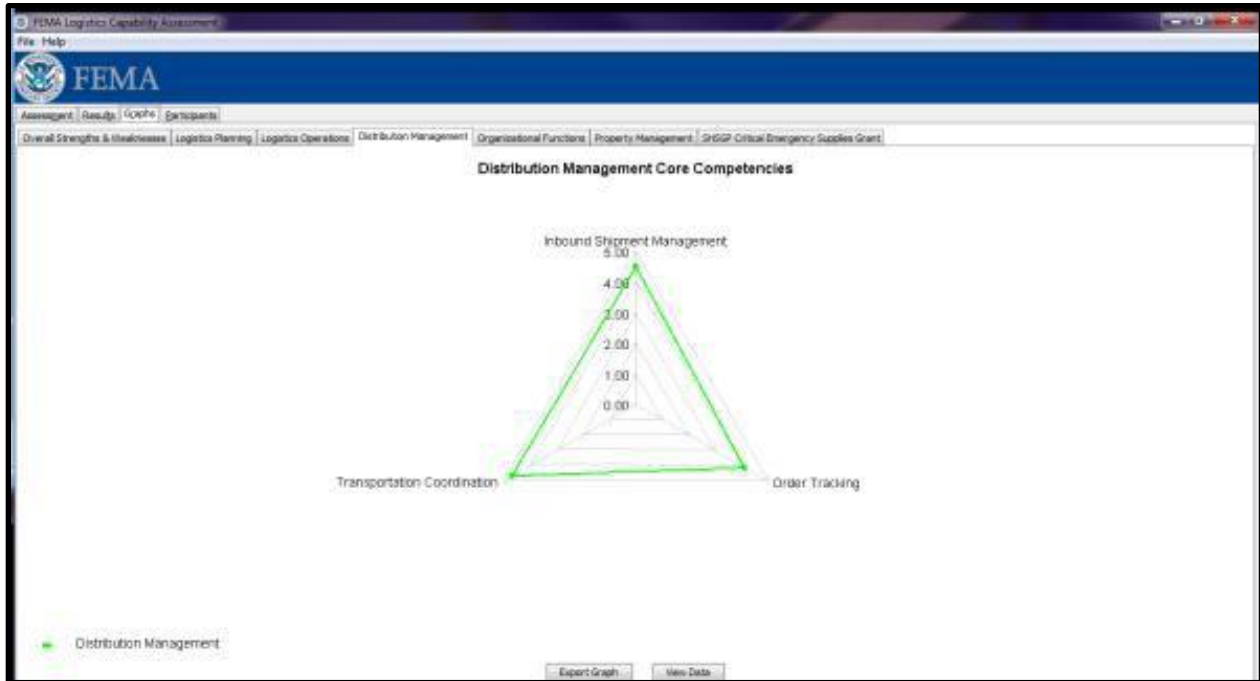 FEMA Logistics Capability Assessment
File Help
FEMA
Assessment Results Graphs Participants
Overall Strengths & Weaknesses Logistics Planning Logistics Operations Distribution Management Organizational Functions Property Management SHSGP Critical Emergency Supplies Grant
Distribution Management Core Competencies
Inbound Shipment Management
5.00
4.00
3.00
2.00
1.00
0.00
Transportation Coordination Order Tracking
Distribution Management
Export Graph View Data